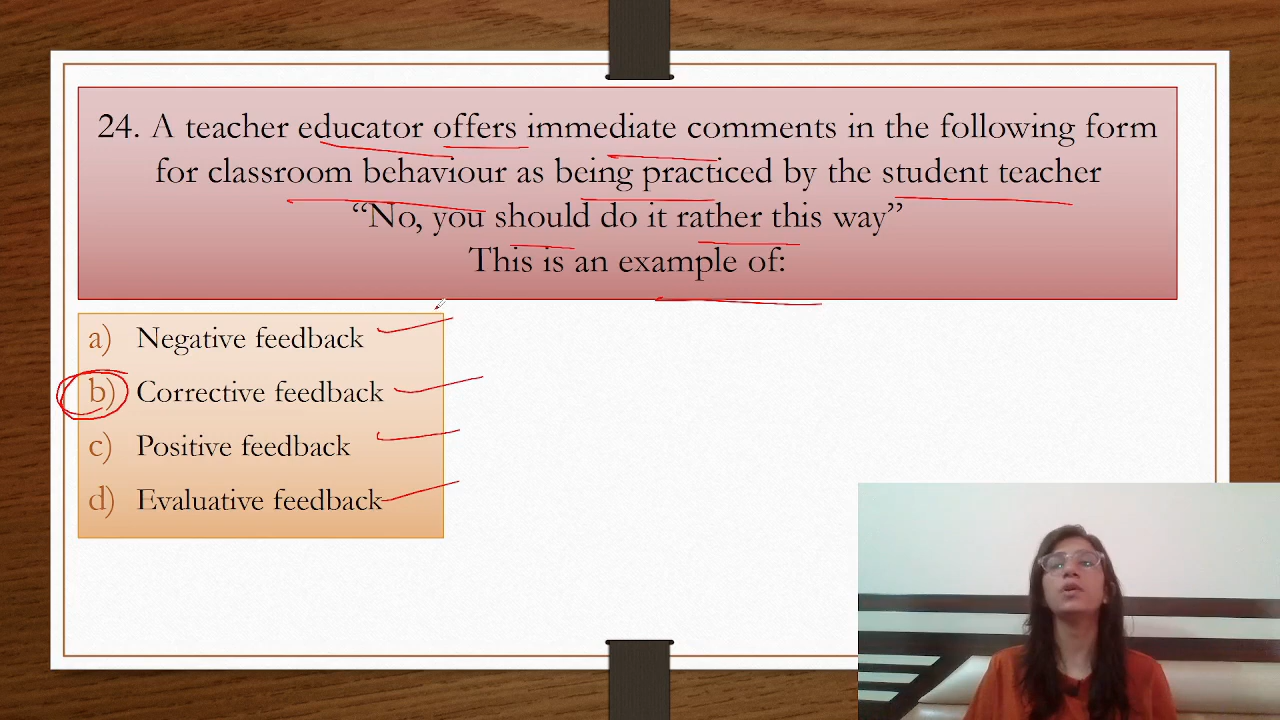 24. A teacher educator offers immediate comments in the following form
for classroom behaviour as being practiced by the student teacher
“No, you should do it rather this way”
This is an example of:
a) Negative feedback
b) Corrective feedback
c) Positive feedback
d) Evaluative feedback